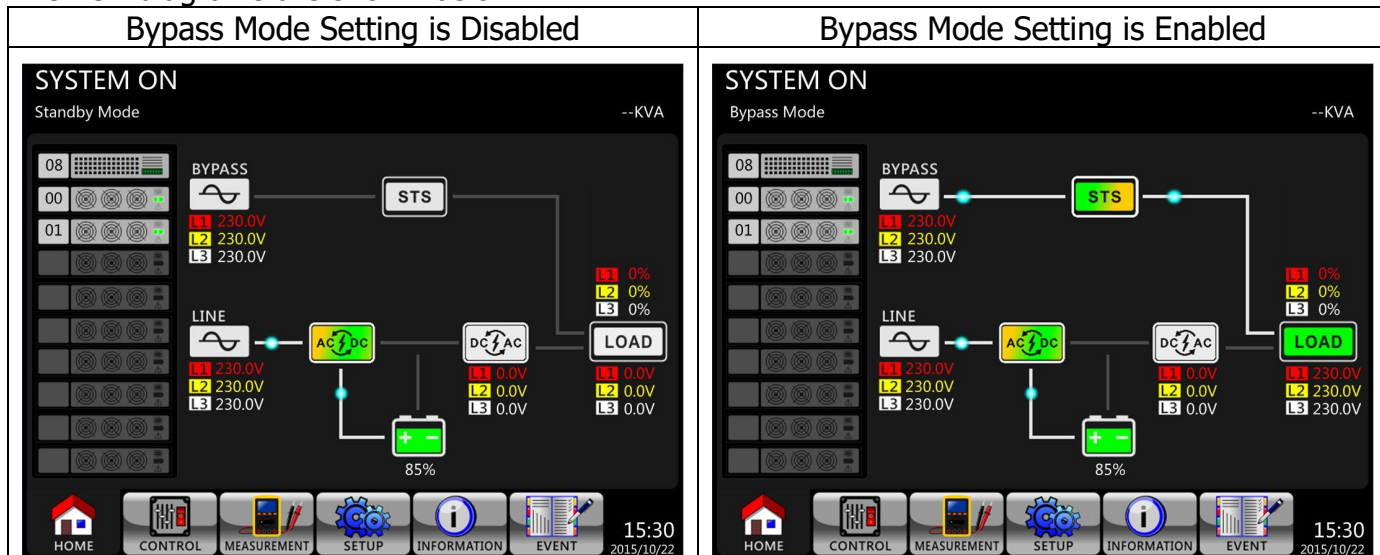 Bypass Mode Setting is Disabled
Bypass Mode Setting is Enabled
SYSTEM ON
Standby Mode
--KVA
08
00
01
BYPASS
STS
L1 230.0V
L2 230.0V
L3 230.0V
L1 0%
L2 0%
L3 0%
LINE
AC DC
DC AC
LOAD
L1 230.0V
L2 230.0V
L3 230.0V
L1 0.0V
L2 0.0V
L3 0.0V
L1 0.0V
L2 0.0V
L3 0.0V
+ -
85%
HOME
CONTROL
MEASUREMENT
SETUP
INFORMATION
EVENT
15:30
2015/10/22
SYSTEM ON
Bypass Mode
--KVA
08
00
01
BYPASS
STS
L1 230.0V
L2 230.0V
L3 230.0V
L1 0%
L2 0%
L3 0%
LINE
AC DC
DC AC
LOAD
L1 230.0V
L2 230.0V
L3 230.0V
L1 0.0V
L2 0.0V
L3 0.0V
L1 230.0V
L2 230.0V
L3 230.0V
+ -
85%
HOME
CONTROL
MEASUREMENT
SETUP
INFORMATION
EVENT
15:30
2015/10/22